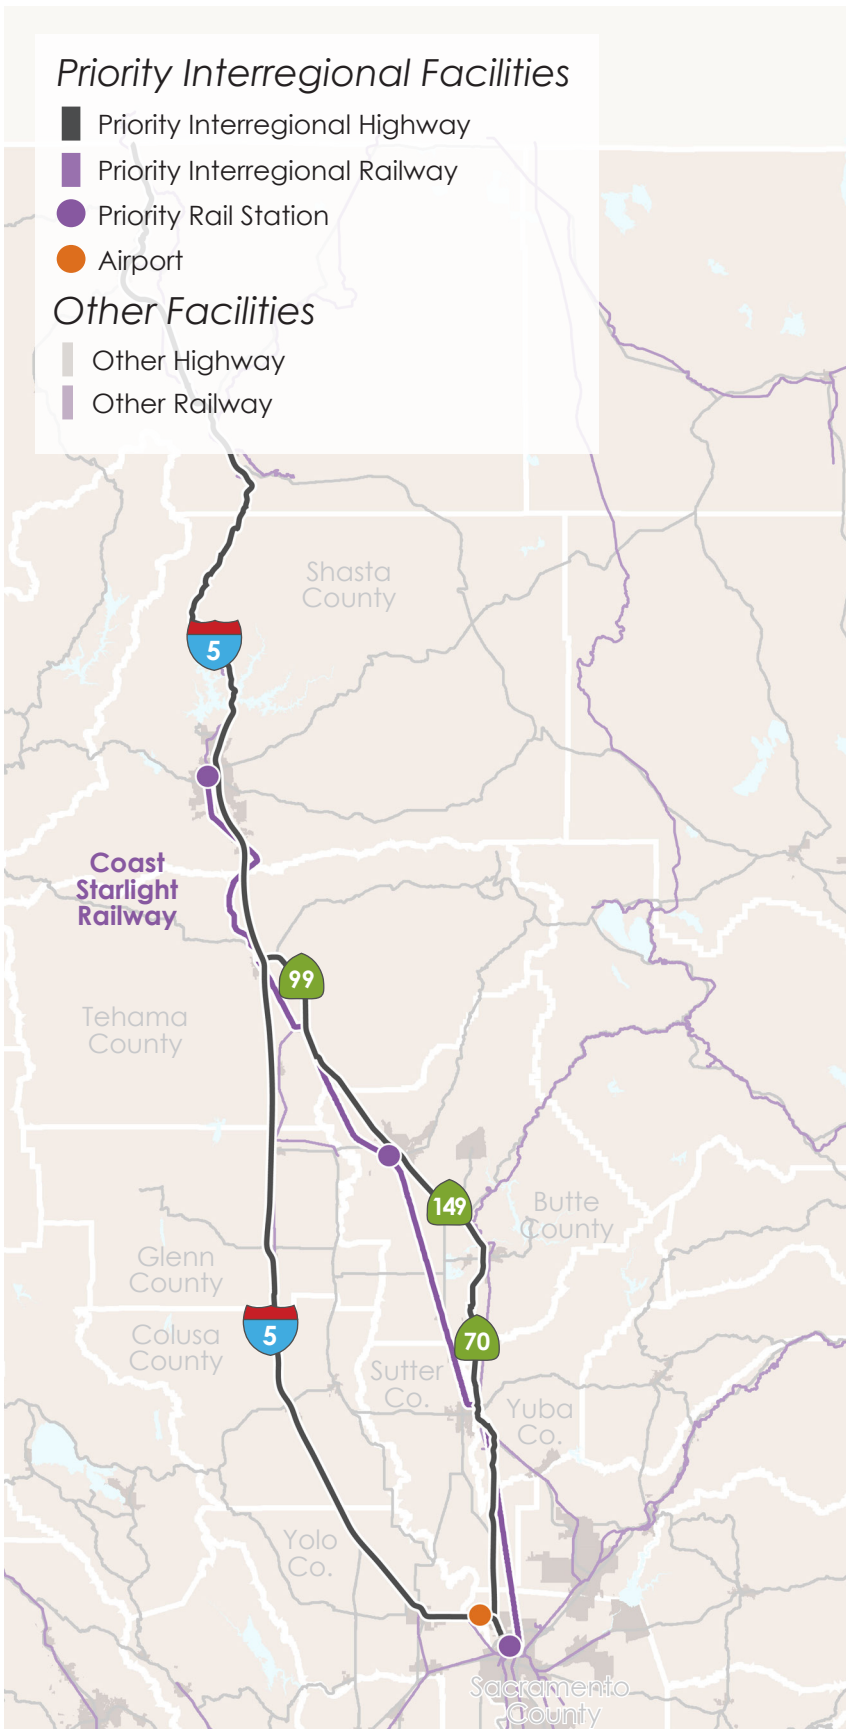 Priority Interregional Facilities
Priority Interregional Highway
Priority Interregional Railway
Priority Rail Station
Airport
Other Facilities
Other Highway
Other Railway
Shasta
County
5
Coast
Starlight
Railway
99
Tehama
County
149
Butte
County
Glenn
County
5
Colusa
County
70
Sutter
Co.
Yuba
Co.
Yolo
Co.
Sacramento
County